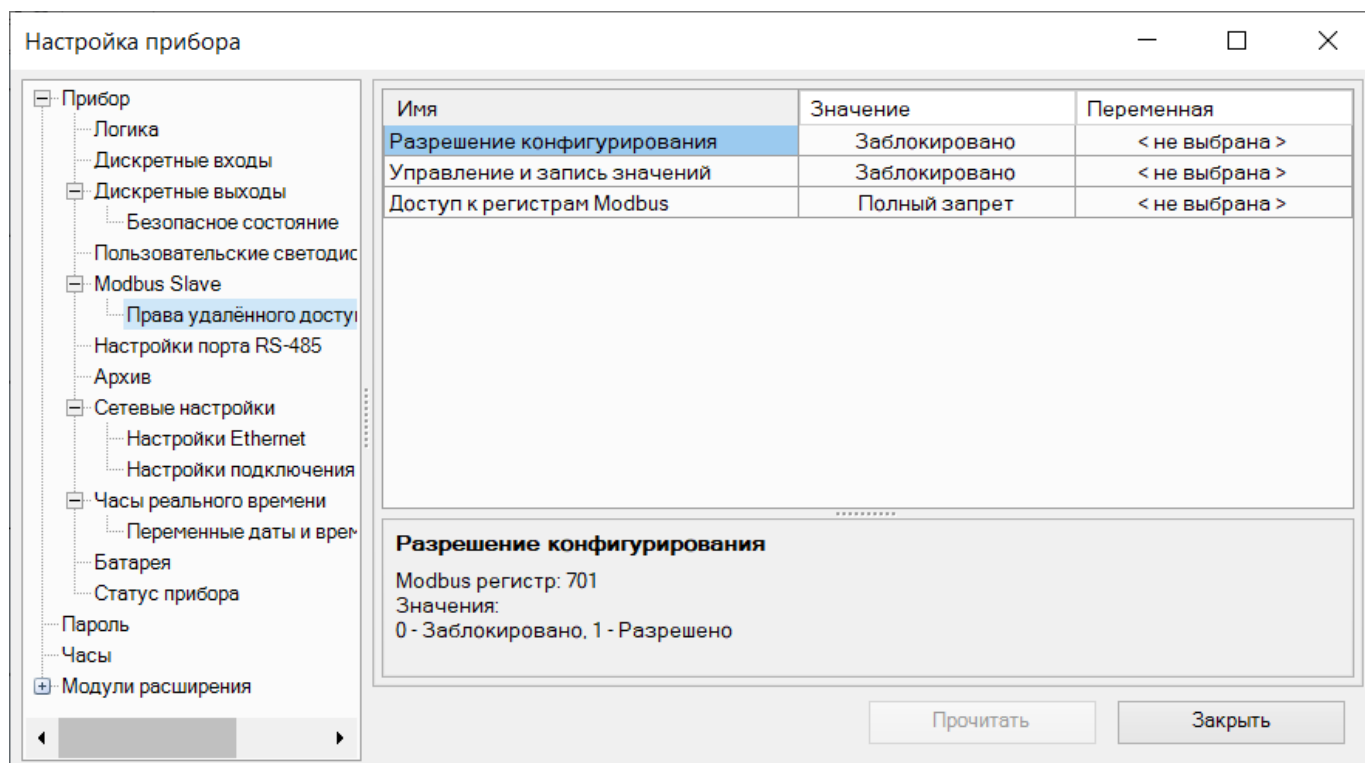 Настройка прибора
Прибор
Логика
Дискретные входы
Дискретные выходы
Безопасное состояние
Пользовательские светодис
Modbus Slave
Права удалённого досту
Настройки порта RS-485
Архив
Сетевые настройки
Настройки Ethernet
Настройки подключения
Часы реального времени
Переменные даты и врем
Батарея
Статус прибора
Пароль
Часы
Модули расширения
Имя Значение Переменная
Разрешение конфигурирования Заблокировано < не выбрана >
Управление и запись значений Заблокировано < не выбрана >
Доступ к регистрам Modbus Полный запрет < не выбрана >
Разрешение конфигурирования
Modbus регистр: 701
Значения:
0 - Заблокировано, 1 - Разрешено
Прочитать Закрыть